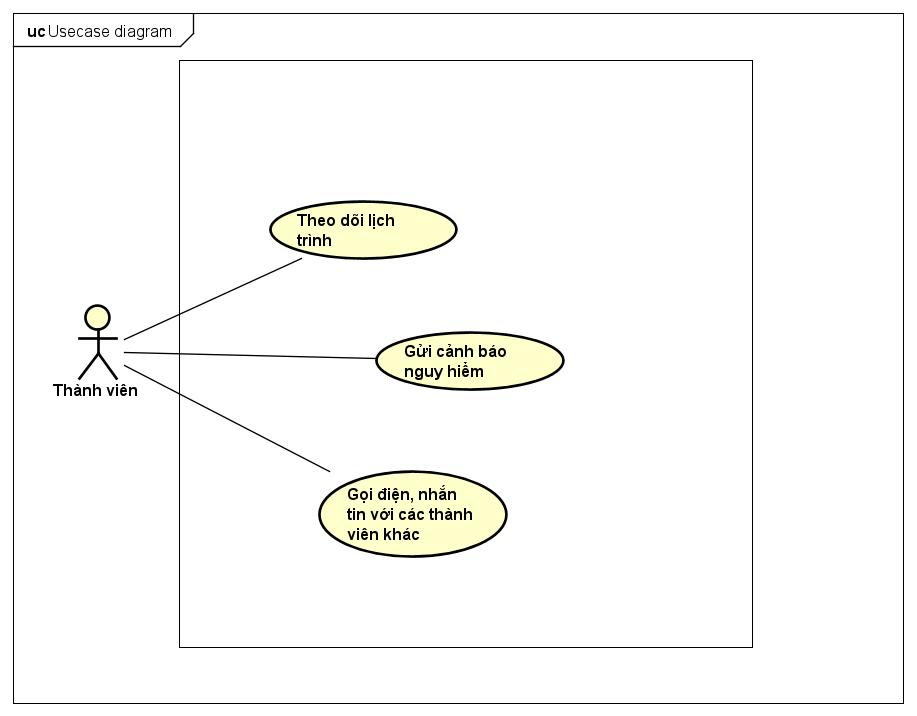 uc Usecase diagram
Theo dõi lịch
trình
Gửi cảnh báo
nguy hiểm
Thành viên
Gọi điện, nhắn
tin với các thành
viên khác